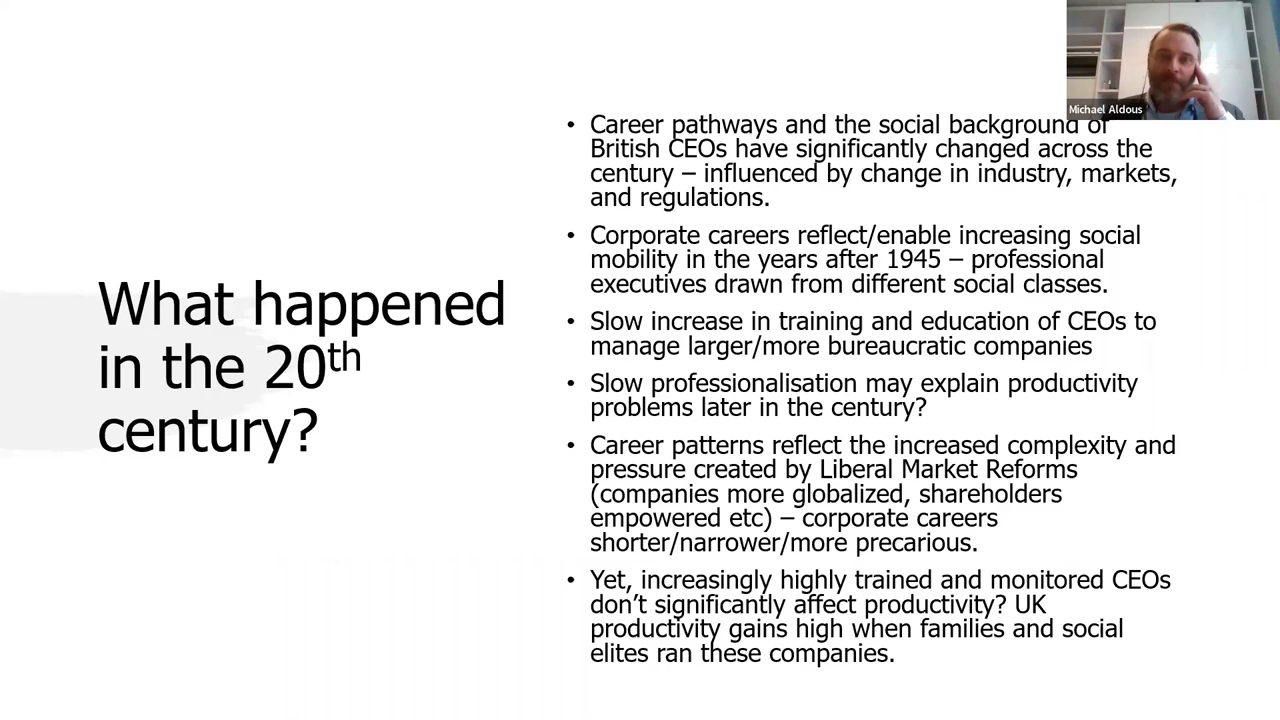 Michael Aldous
What happened
in the 20th
century?
• Career pathways and the social background of
British CEOs have significantly changed across the
century – influenced by change in industry, markets,
and regulations.
• Corporate careers reflect/enable increasing social
mobility in the years after 1945 – professional
executives drawn from different social classes.
• Slow increase in training and education of CEOs to
manage larger/more bureaucratic companies
• Slow professionalisation may explain productivity
problems later in the century?
• Career patterns reflect the increased complexity and
pressure created by Liberal Market Reforms
(companies more globalized, shareholders
empowered etc) – corporate careers
shorter/narrower/more precarious.
• Yet, increasingly highly trained and monitored CEOs
don’t significantly affect productivity? UK
productivity gains high when families and social
elites ran these companies.